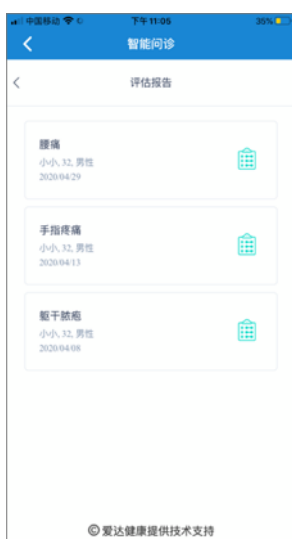 中国移动 下午11:05 35%
智能问诊
评估报告
腰痛
小小, 32, 男性
2020/04/29
手指疼痛
小小, 32, 男性
2020/04/13
躯干脓疱
小小, 32, 男性
2020/04/08
© 爱达健康提供技术支持